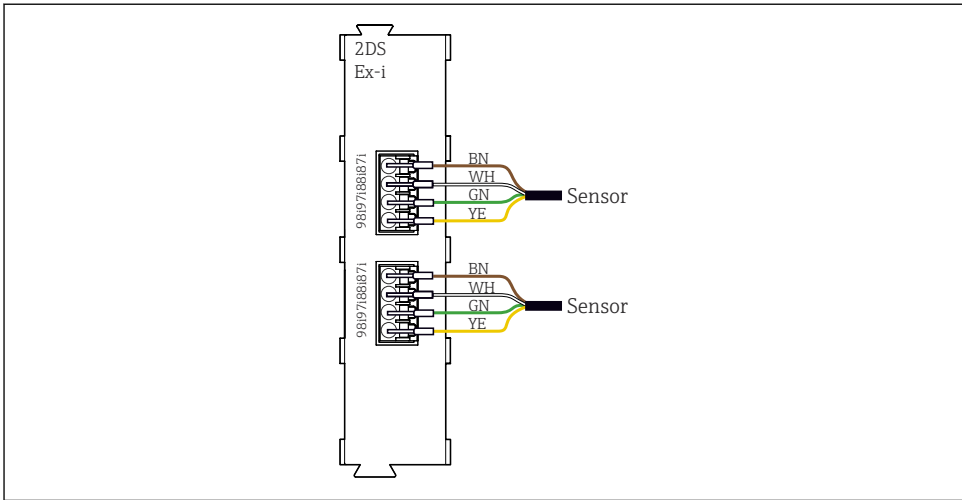 2DS
Ex-i
98i97i88i87i
BN
WH
GN
YE
Sensor
98i97i88i87i
BN
WH
GN
YE
Sensor